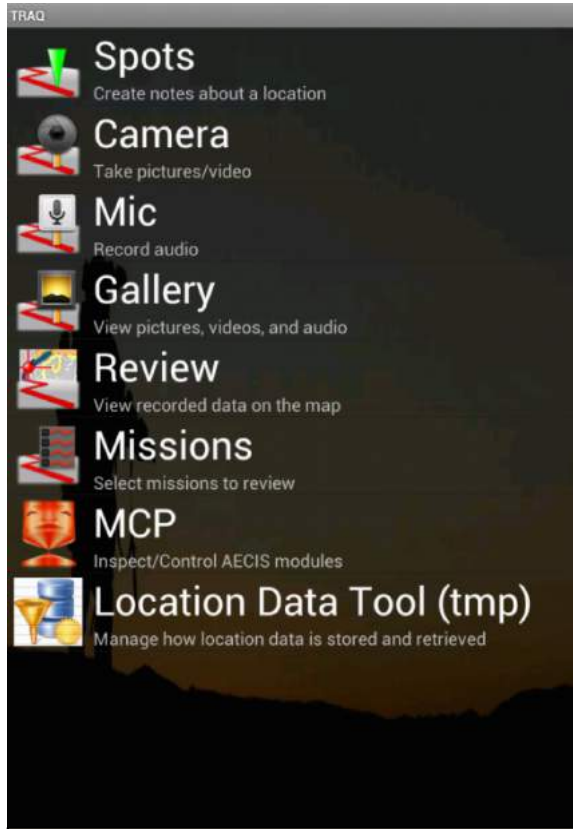 TRAQ
Spots
Create notes about a location
Camera
Take pictures/video
Mic
Record audio
Gallery
View pictures, videos, and audio
Review
View recorded data on the map
Missions
Select missions to review
MCP
Inspect/Control AECIS modules
Location Data Tool (tmp)
Manage how location data is stored and retrieved